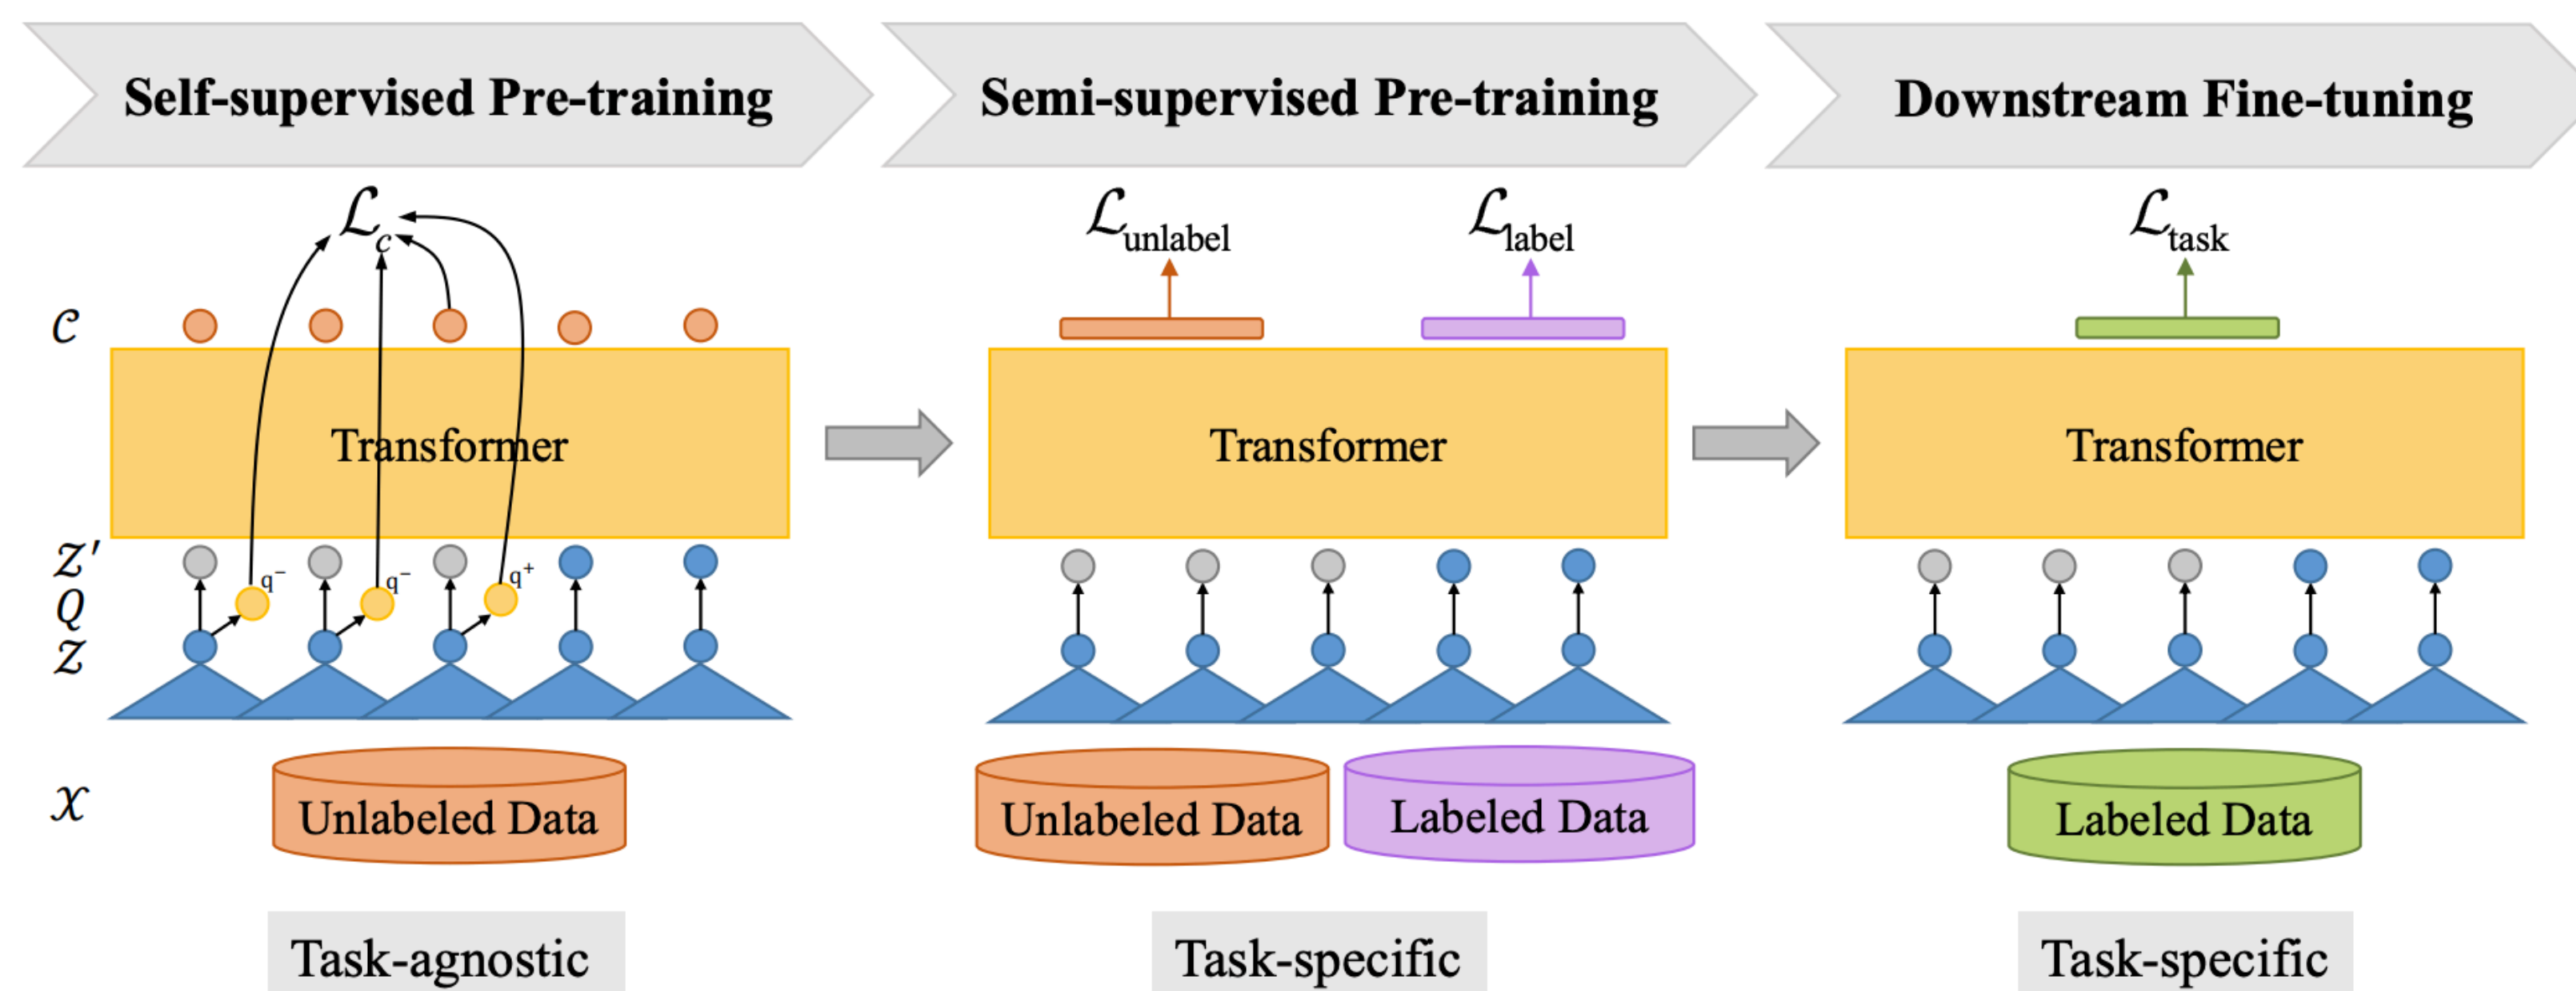 Self-supervised Pre-training
Semi-supervised Pre-training
Downstream Fine-tuning
ℒc
ℒunlabel
ℒlabel
ℒtask
𝒞
Transformer
Transformer
Transformer
𝒵′
q⁻
q⁻
q⁺
Q
𝒵
𝒳
Unlabeled Data
Unlabeled Data
Labeled Data
Labeled Data
Task-agnostic
Task-specific
Task-specific